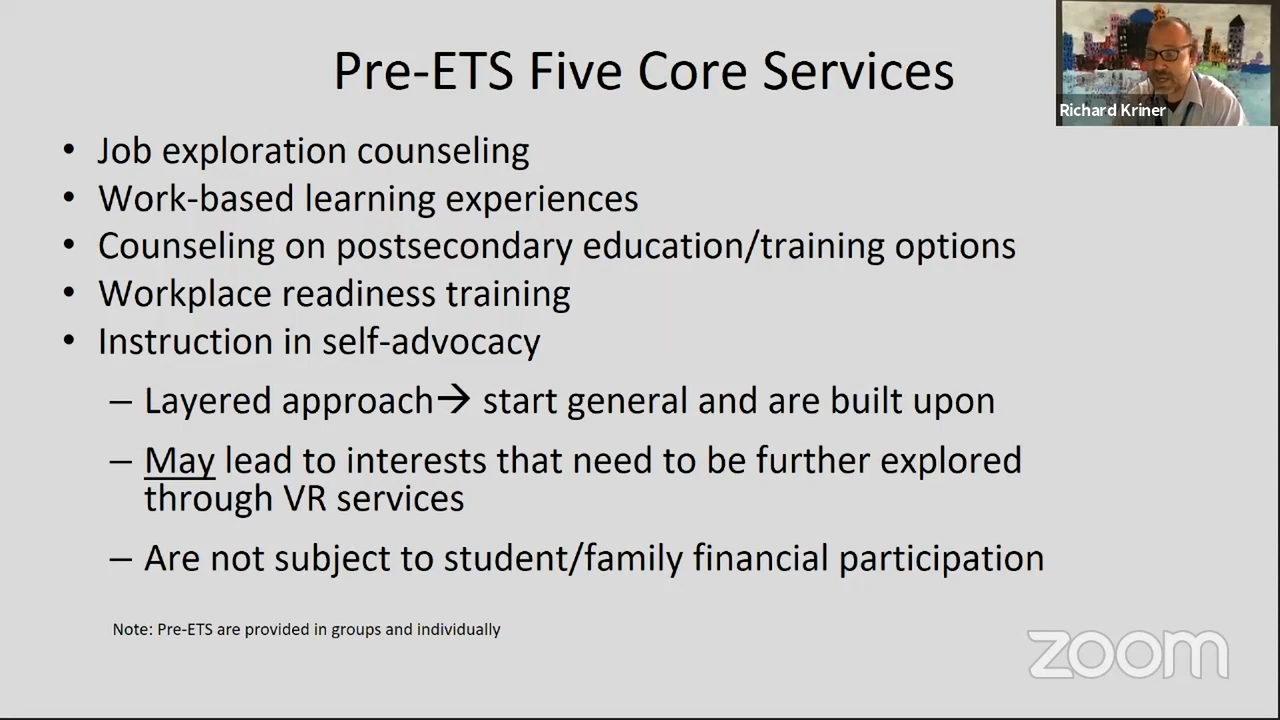 Pre-ETS Five Core Services
Richard Kriner
• Job exploration counseling
• Work-based learning experiences
• Counseling on postsecondary education/training options
• Workplace readiness training
• Instruction in self-advocacy
– Layered approach→ start general and are built upon
– May lead to interests that need to be further explored
through VR services
– Are not subject to student/family financial participation
Note: Pre-ETS are provided in groups and individually
zoom